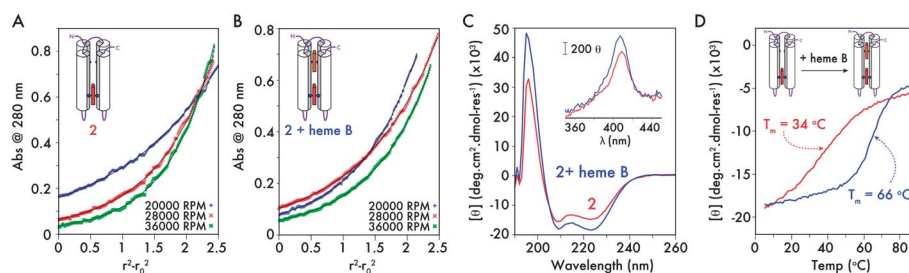 A
0.8
0.6
0.4
0.2
0
Abs @ 280 nm
N
C
2
20000 RPM +
28000 RPM ×
36000 RPM ✱
0 0.5 1 1.5 2 2.5
r²-r₀²
B
0.8
0.6
0.4
0.2
0
Abs @ 280 nm
N
C
2 + heme B
20000 RPM +
28000 RPM ×
36000 RPM ✱
0 0.5 1 1.5 2 2.5
r²-r₀²
C
50
40
30
20
10
0
-10
-20
[θ] (deg.cm².dmol·res⁻¹) (x10³)
200 θ
360 400 440
λ (nm)
2+ heme B
2
200 220 240 260
Wavelength (nm)
D
0
-5
-10
-15
-20
[θ] (deg.cm².dmol·res⁻¹) (x10³)
+ heme B
Tm = 34 °C
Tm = 66 °C
0 20 40 60 80
Temp (°C)